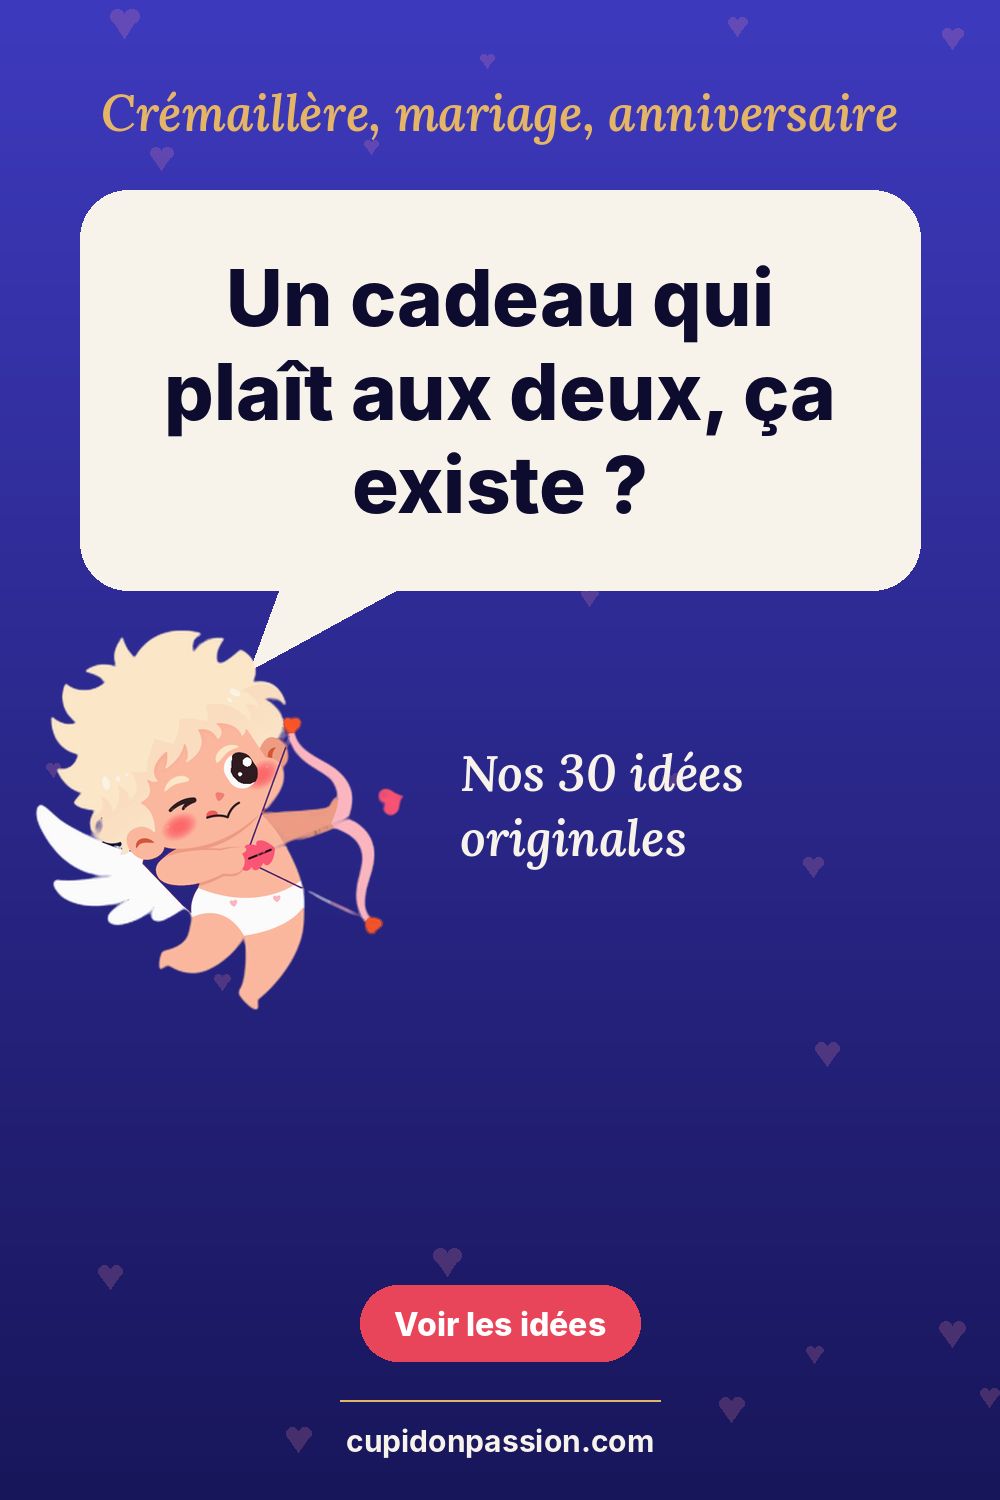 Crémaillère, mariage, anniversaire
Un cadeau qui
plaît aux deux, ça
existe ?
Nos 30 idées
originales
Voir les idées
cupidonpassion.com